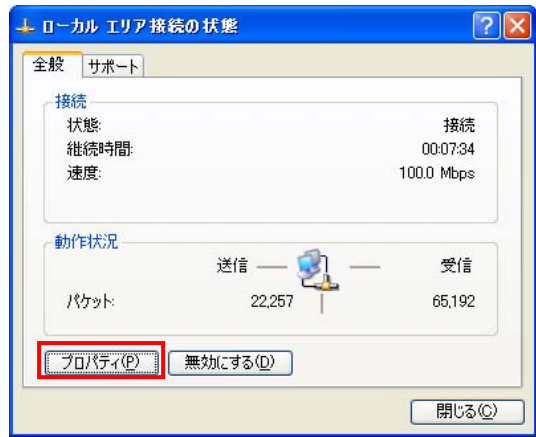 ローカル エリア接続の状態
全般 サポート
接続
状態: 接続
継続時間: 00:07:34
速度: 100.0 Mbps
動作状況
送信 受信
パケット: 22,257 65,192
プロパティ(P) 無効にする(D)
閉じる(C)